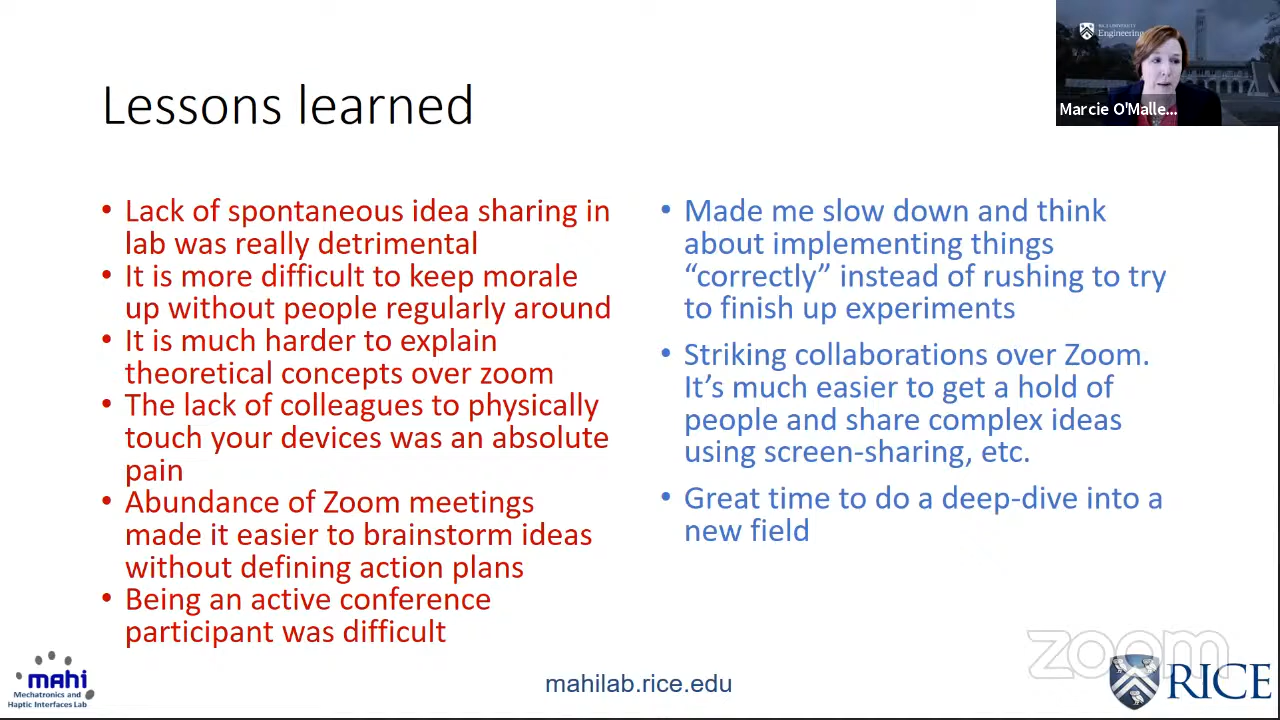 RICE UNIVERSITY
Engineering
Marcie O'Malle...
Lessons learned
• Lack of spontaneous idea sharing in
lab was really detrimental
• It is more difficult to keep morale
up without people regularly around
• It is much harder to explain
theoretical concepts over zoom
• The lack of colleagues to physically
touch your devices was an absolute
pain
• Abundance of Zoom meetings
made it easier to brainstorm ideas
without defining action plans
• Being an active conference
participant was difficult
• Made me slow down and think
about implementing things
“correctly” instead of rushing to try
to finish up experiments
• Striking collaborations over Zoom.
It’s much easier to get a hold of
people and share complex ideas
using screen-sharing, etc.
• Great time to do a deep-dive into a
new field
mahi
Mechatronics and
Haptic Interfaces Lab
mahilab.rice.edu
zoom
RICE